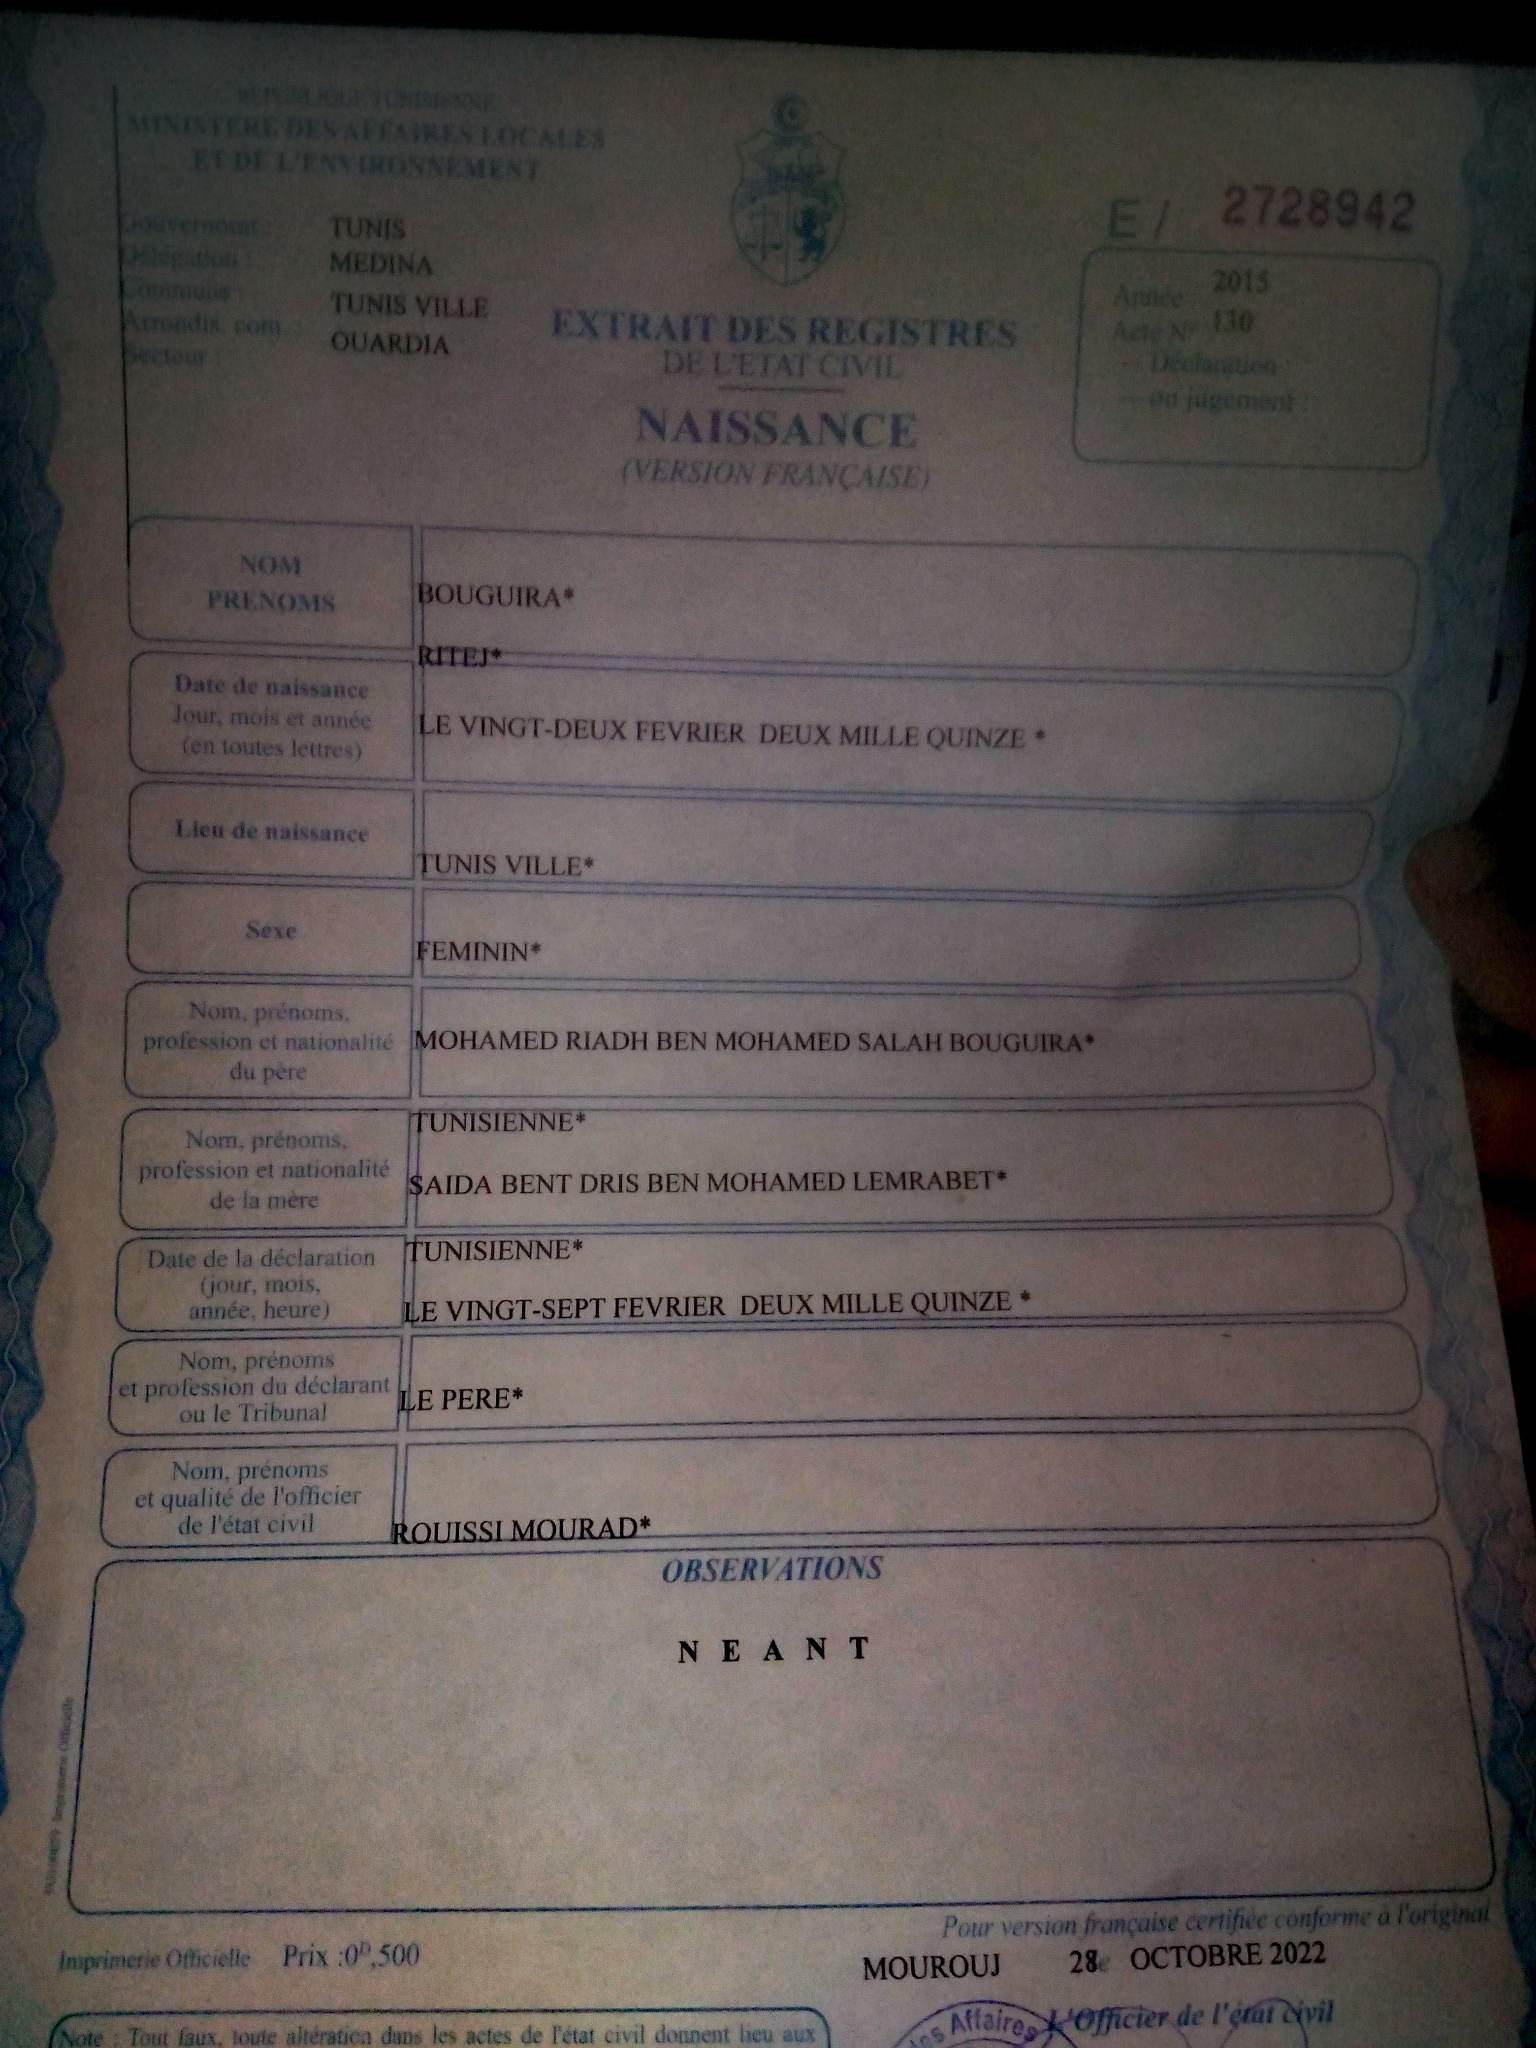 REPUBLIQUE TUNISIENNE
MINISTERE DES AFFAIRES LOCALES
ET DE L'ENVIRONNEMENT
Gouvernorat : TUNIS
Délégation : MEDINA
Commune : TUNIS VILLE
Arrondis. com. : OUARDIA
Secteur :
E / 2728942
Année : 2015
Acte N° 130
— Déclaration :
— ou jugement :
EXTRAIT DES REGISTRES
DE L'ETAT CIVIL
NAISSANCE
(VERSION FRANÇAISE)
NOM
PRENOMS
BOUGUIRA*
RITEJ*
Date de naissance
Jour, mois et année
(en toutes lettres)
LE VINGT-DEUX FEVRIER DEUX MILLE QUINZE *
Lieu de naissance
TUNIS VILLE*
Sexe
FEMININ*
Nom, prénoms,
profession et nationalité
du père
MOHAMED RIADH BEN MOHAMED SALAH BOUGUIRA*
TUNISIENNE*
Nom, prénoms,
profession et nationalité
de la mère
SAIDA BENT DRIS BEN MOHAMED LEMRABET*
TUNISIENNE*
Date de la déclaration
(jour, mois,
année, heure)
LE VINGT-SEPT FEVRIER DEUX MILLE QUINZE *
Nom, prénoms
et profession du déclarant
ou le Tribunal
LE PERE*
Nom, prénoms
et qualité de l'officier
de l'état civil
ROUISSI MOURAD*
OBSERVATIONS
N E A N T
Imprimerie Officielle
Pour version française certifiée conforme à l'original
Imprimerie Officielle Prix :0ᴰ,500
MOUROUJ 28 OCTOBRE 2022
L'Officier de l'état civil
des Affaires
Note : Tout faux, toute altération dans les actes de l'état civil donnent lieu aux